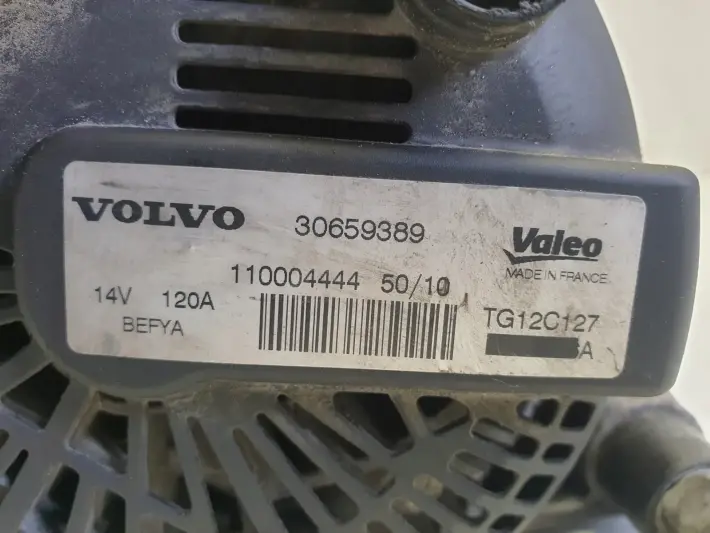 VOLVO 30659389 Valeo
MADE IN FRANCE
110004444 50/10
14V 120A TG12C127
BEFYA A